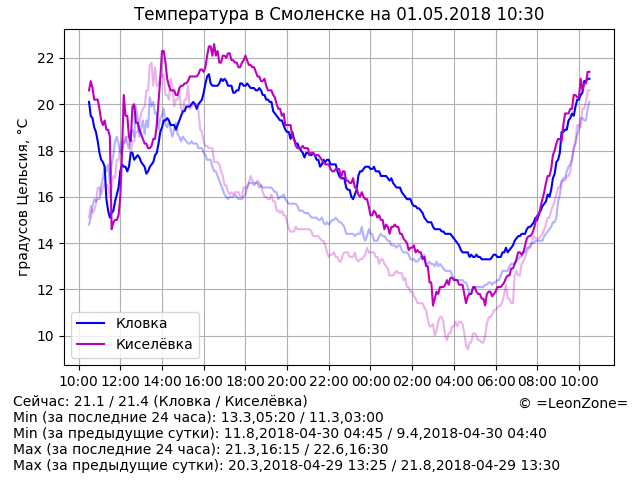 Температура в Смоленске на 01.05.2018 10:30
градусов Цельсия, °C
22
20
18
16
14
12
10
Кловка
Киселёвка
10:00 12:00 14:00 16:00 18:00 20:00 22:00 00:00 02:00 04:00 06:00 08:00 10:00
Сейчас: 21.1 / 21.4 (Кловка / Киселёвка)
© =LeonZone=
Min (за последние 24 часа): 13.3,05:20 / 11.3,03:00
Min (за предыдущие сутки): 11.8,2018-04-30 04:45 / 9.4,2018-04-30 04:40
Max (за последние 24 часа): 21.3,16:15 / 22.6,16:30
Max (за предыдущие сутки): 20.3,2018-04-29 13:25 / 21.8,2018-04-29 13:30